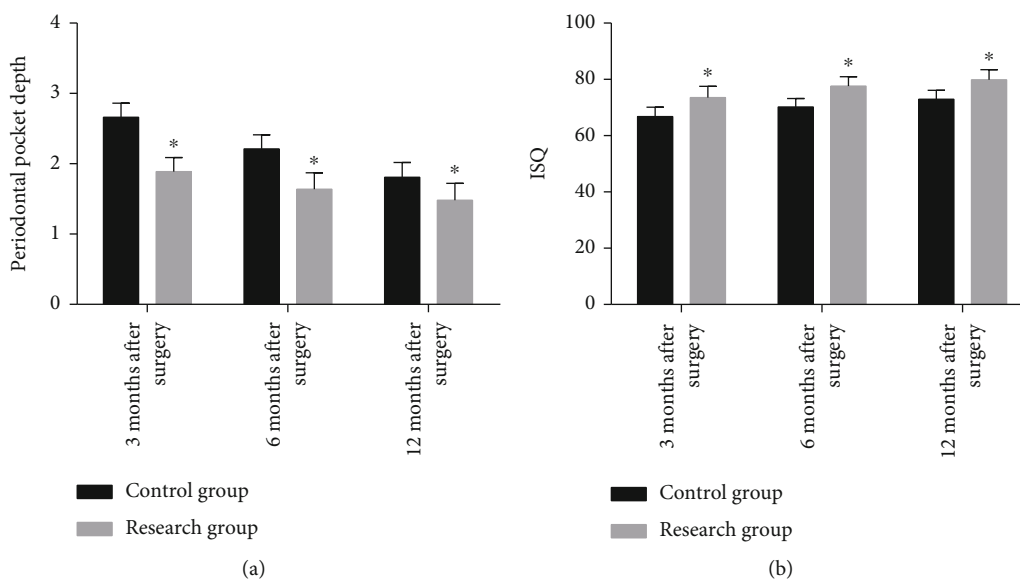 4
3
2
1
0
Periodontal pocket depth
*
*
*
3 months after
surgery
6 months after
surgery
12 months after
surgery
Control group
Research group
(a)
100
80
60
40
20
0
ISQ
*
*
*
3 months after
surgery
6 months after
surgery
12 months after
surgery
Control group
Research group
(b)